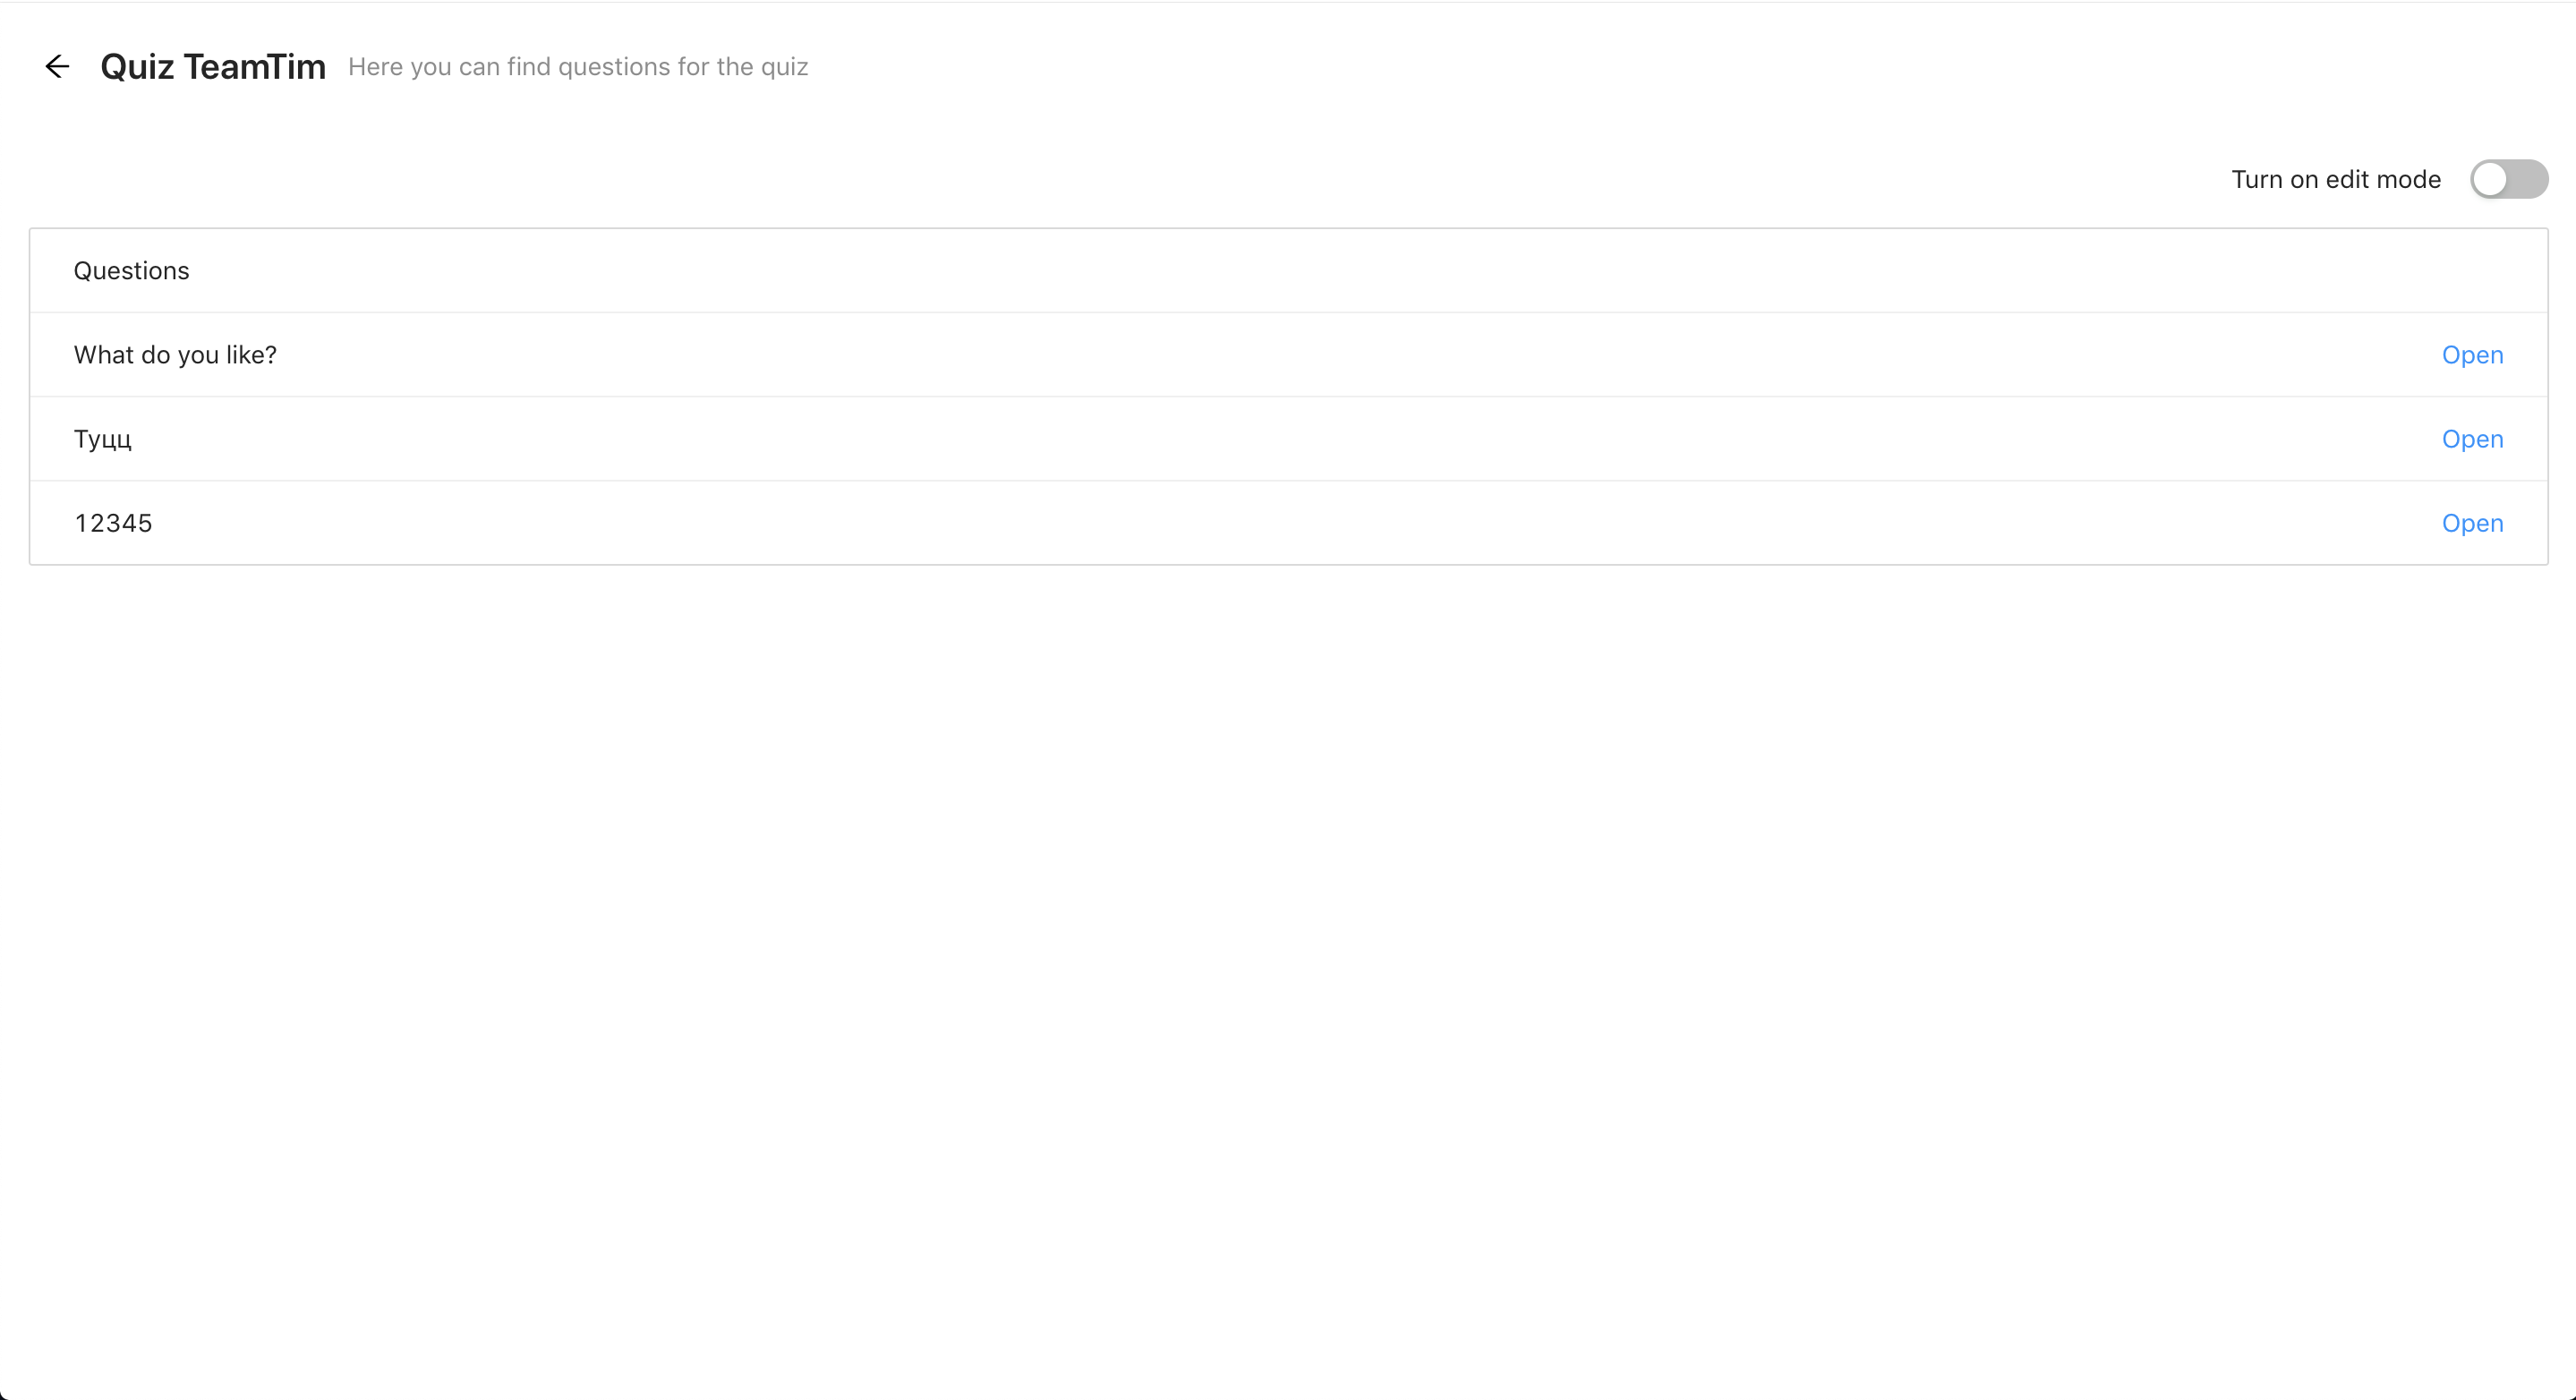 Quiz TeamTim Here you can find questions for the quiz
Turn on edit mode
Questions
What do you like? Open
Туцц Open
12345 Open